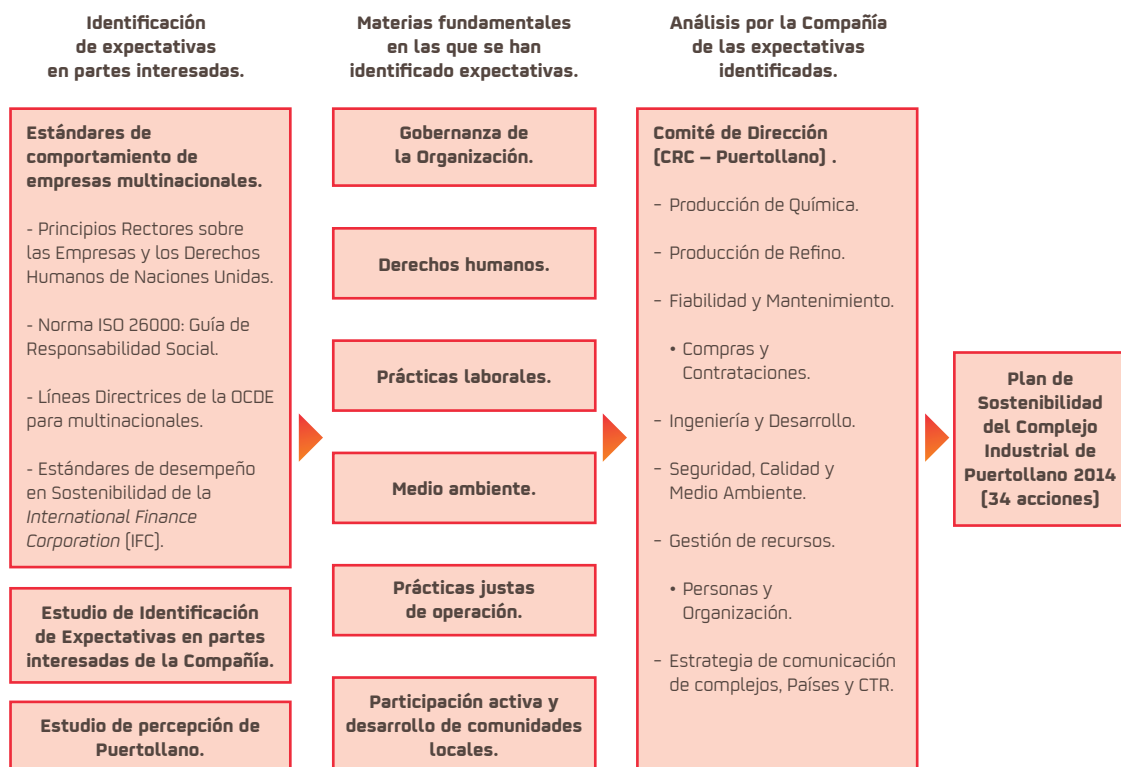 Identificación
de expectativas
en partes interesadas.
Estándares de
comportamiento de
empresas multinacionales.
- Principios Rectores sobre
las Empresas y los Derechos
Humanos de Naciones Unidas.
- Norma ISO 26000: Guía de
Responsabilidad Social.
- Líneas Directrices de la OCDE
para multinacionales.
- Estándares de desempeño
en Sostenibilidad de la
International Finance
Corporation (IFC).
Estudio de Identificación
de Expectativas en partes
interesadas de la Compañía.
Estudio de percepción de
Puertollano.
Materias fundamentales
en las que se han
identificado expectativas.
Gobernanza de
la Organización.
Derechos humanos.
Prácticas laborales.
Medio ambiente.
Prácticas justas
de operación.
Participación activa y
desarrollo de comunidades
locales.
Análisis por la Compañía
de las expectativas
identificadas.
Comité de Dirección
(CRC – Puertollano) .
– Producción de Química.
– Producción de Refino.
– Fiabilidad y Mantenimiento.
• Compras y
Contrataciones.
– Ingeniería y Desarrollo.
– Seguridad, Calidad y
Medio Ambiente.
– Gestión de recursos.
• Personas y
Organización.
– Estrategia de comunicación
de complejos, Países y CTR.
Plan de
Sostenibilidad
del Complejo
Industrial de
Puertollano 2014
(34 acciones)